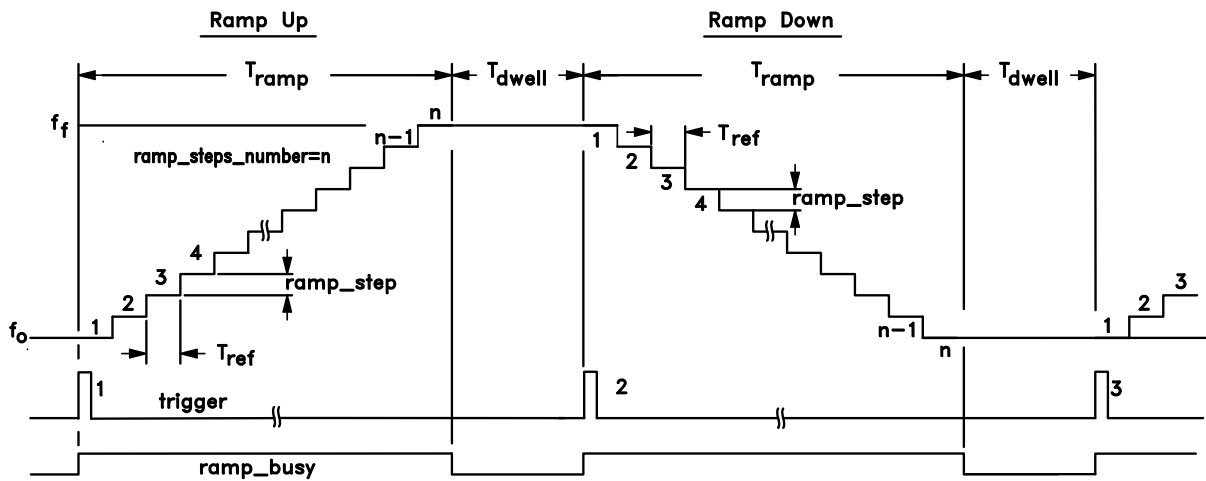 Ramp Up
Ramp Down
Tramp
Tdwell
Tramp
Tdwell
ff
n
n-1
ramp_steps_number=n
1
2
3
4
Tref
ramp_step
4
3
ramp_step
2
1
fo
Tref
n-1
n
1
2
3
1
trigger
2
3
ramp_busy